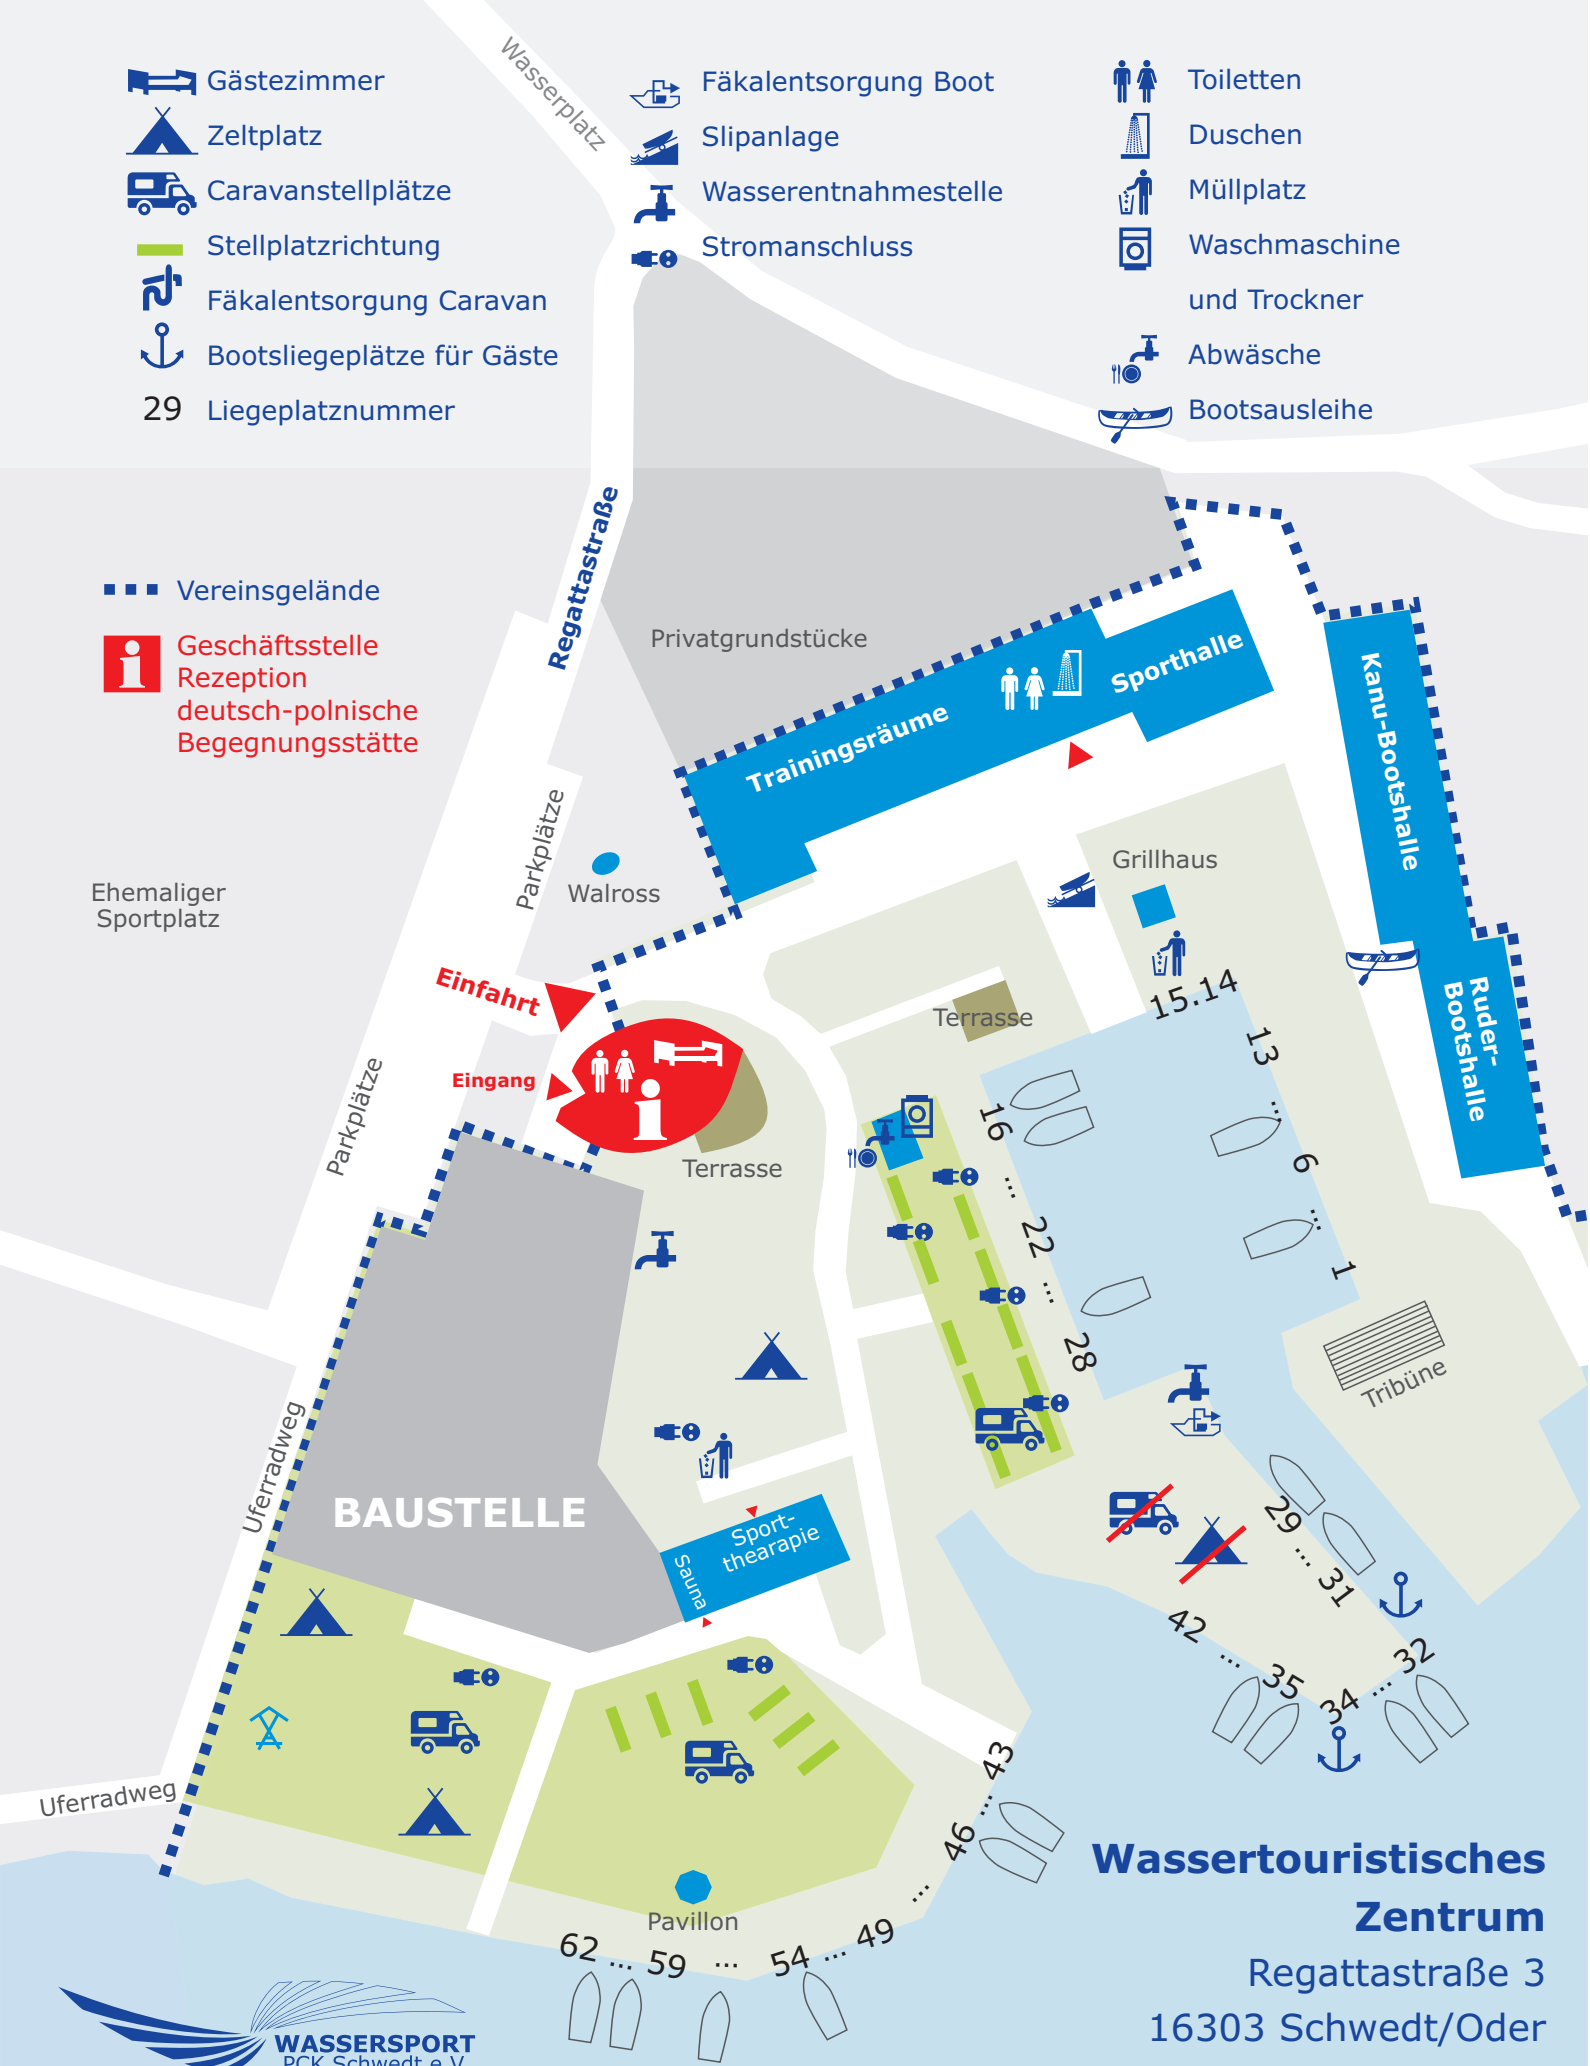 Gästezimmer
Zeltplatz
Caravanstellplätze
Stellplatzrichtung
Fäkalentsorgung Caravan
Bootsliegeplätze für Gäste
29 Liegeplatznummer
Fäkalentsorgung Boot
Slipanlage
Wasserentnahmestelle
Stromanschluss
Toiletten
Duschen
Müllplatz
Waschmaschine
und Trockner
Abwäsche
Bootsausleihe
Wasserplatz
Regattastraße
Vereinsgelände
Geschäftsstelle
Rezeption
deutsch-polnische
Begegnungsstätte
Privatgrundstücke
Trainingsräume
Sporthalle
Kanu-Bootshalle
Ruder-
Bootshalle
Parkplätze
Walross
Ehemaliger
Sportplatz
Grillhaus
Einfahrt
Eingang
Terrasse
Terrasse
Parkplätze
15.14
13
...
6
...
1
16
...
22
...
28
Tribüne
Uferradweg
BAUSTELLE
Sport-
thearapie
Sauna
29
...
31
32
...
34
35
...
42
43
...
46
...
49
...
54
...
59
...
62
Uferradweg
Pavillon
Wassertouristisches
Zentrum
Regattastraße 3
16303 Schwedt/Oder
WASSERSPORT
PCK Schwedt e.V.